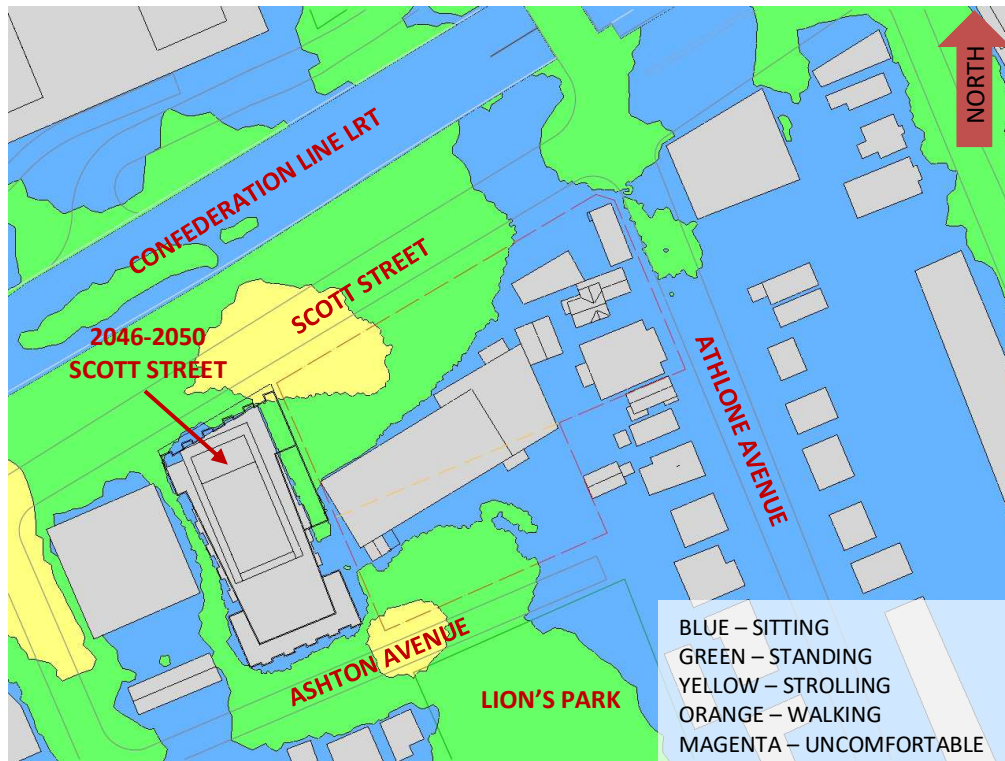 NORTH
CONFEDERATION LINE LRT
SCOTT STREET
2046-2050
SCOTT STREET
ATHLONE AVENUE
ASHTON AVENUE
LION'S PARK
BLUE – SITTING
GREEN – STANDING
YELLOW – STROLLING
ORANGE – WALKING
MAGENTA – UNCOMFORTABLE